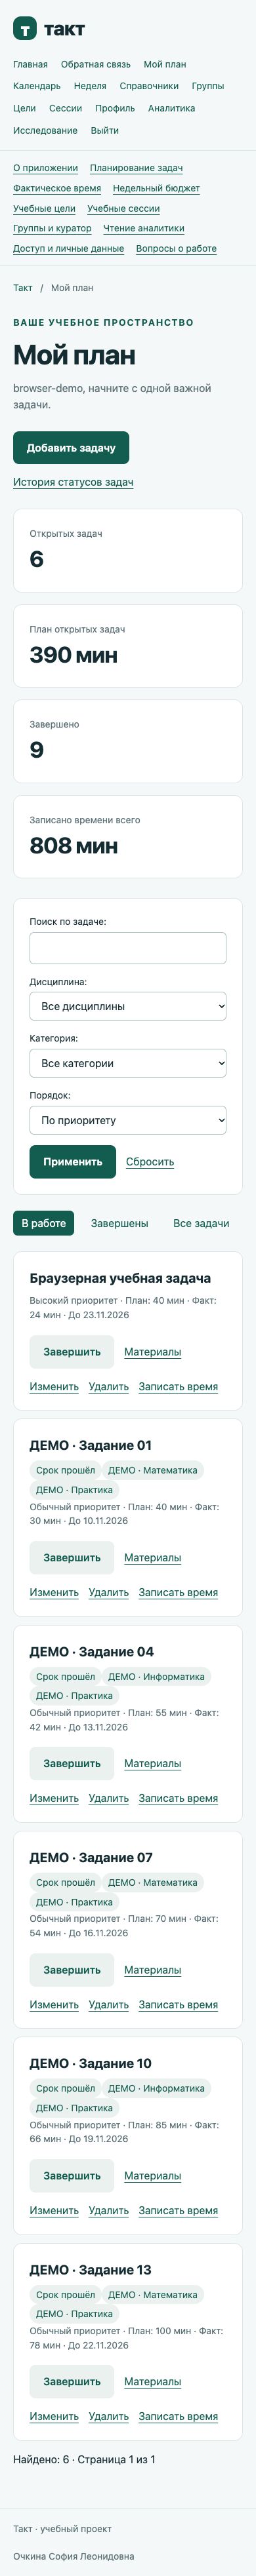 т такт
Главная Обратная связь Мой план
Календарь Неделя Справочники Группы
Цели Сессии Профиль Аналитика
Исследование Выйти
О приложении Планирование задач
Фактическое время Недельный бюджет
Учебные цели Учебные сессии
Группы и куратор Чтение аналитики
Доступ и личные данные Вопросы о работе
Такт / Мой план
ВАШЕ УЧЕБНОЕ ПРОСТРАНСТВО
Мой план
browser-demo, начните с одной важной
задачи.
Добавить задачу
История статусов задач
Открытых задач
6
План открытых задач
390 мин
Завершено
9
Записано времени всего
808 мин
Поиск по задаче:
Дисциплина:
Все дисциплины
Категория:
Все категории
Порядок:
По приоритету
Применить Сбросить
В работе Завершены Все задачи
Браузерная учебная задача
Высокий приоритет · План: 40 мин · Факт:
24 мин · До 23.11.2026
Завершить Материалы
Изменить Удалить Записать время
ДЕМО · Задание 01
Срок прошёл ДЕМО · Математика
ДЕМО · Практика
Обычный приоритет · План: 40 мин · Факт:
30 мин · До 10.11.2026
Завершить Материалы
Изменить Удалить Записать время
ДЕМО · Задание 04
Срок прошёл ДЕМО · Информатика
ДЕМО · Практика
Обычный приоритет · План: 55 мин · Факт:
42 мин · До 13.11.2026
Завершить Материалы
Изменить Удалить Записать время
ДЕМО · Задание 07
Срок прошёл ДЕМО · Математика
ДЕМО · Практика
Обычный приоритет · План: 70 мин · Факт:
54 мин · До 16.11.2026
Завершить Материалы
Изменить Удалить Записать время
ДЕМО · Задание 10
Срок прошёл ДЕМО · Информатика
ДЕМО · Практика
Обычный приоритет · План: 85 мин · Факт:
66 мин · До 19.11.2026
Завершить Материалы
Изменить Удалить Записать время
ДЕМО · Задание 13
Срок прошёл ДЕМО · Математика
ДЕМО · Практика
Обычный приоритет · План: 100 мин · Факт:
78 мин · До 22.11.2026
Завершить Материалы
Изменить Удалить Записать время
Найдено: 6 · Страница 1 из 1
Такт · учебный проект
Очкина София Леонидовна